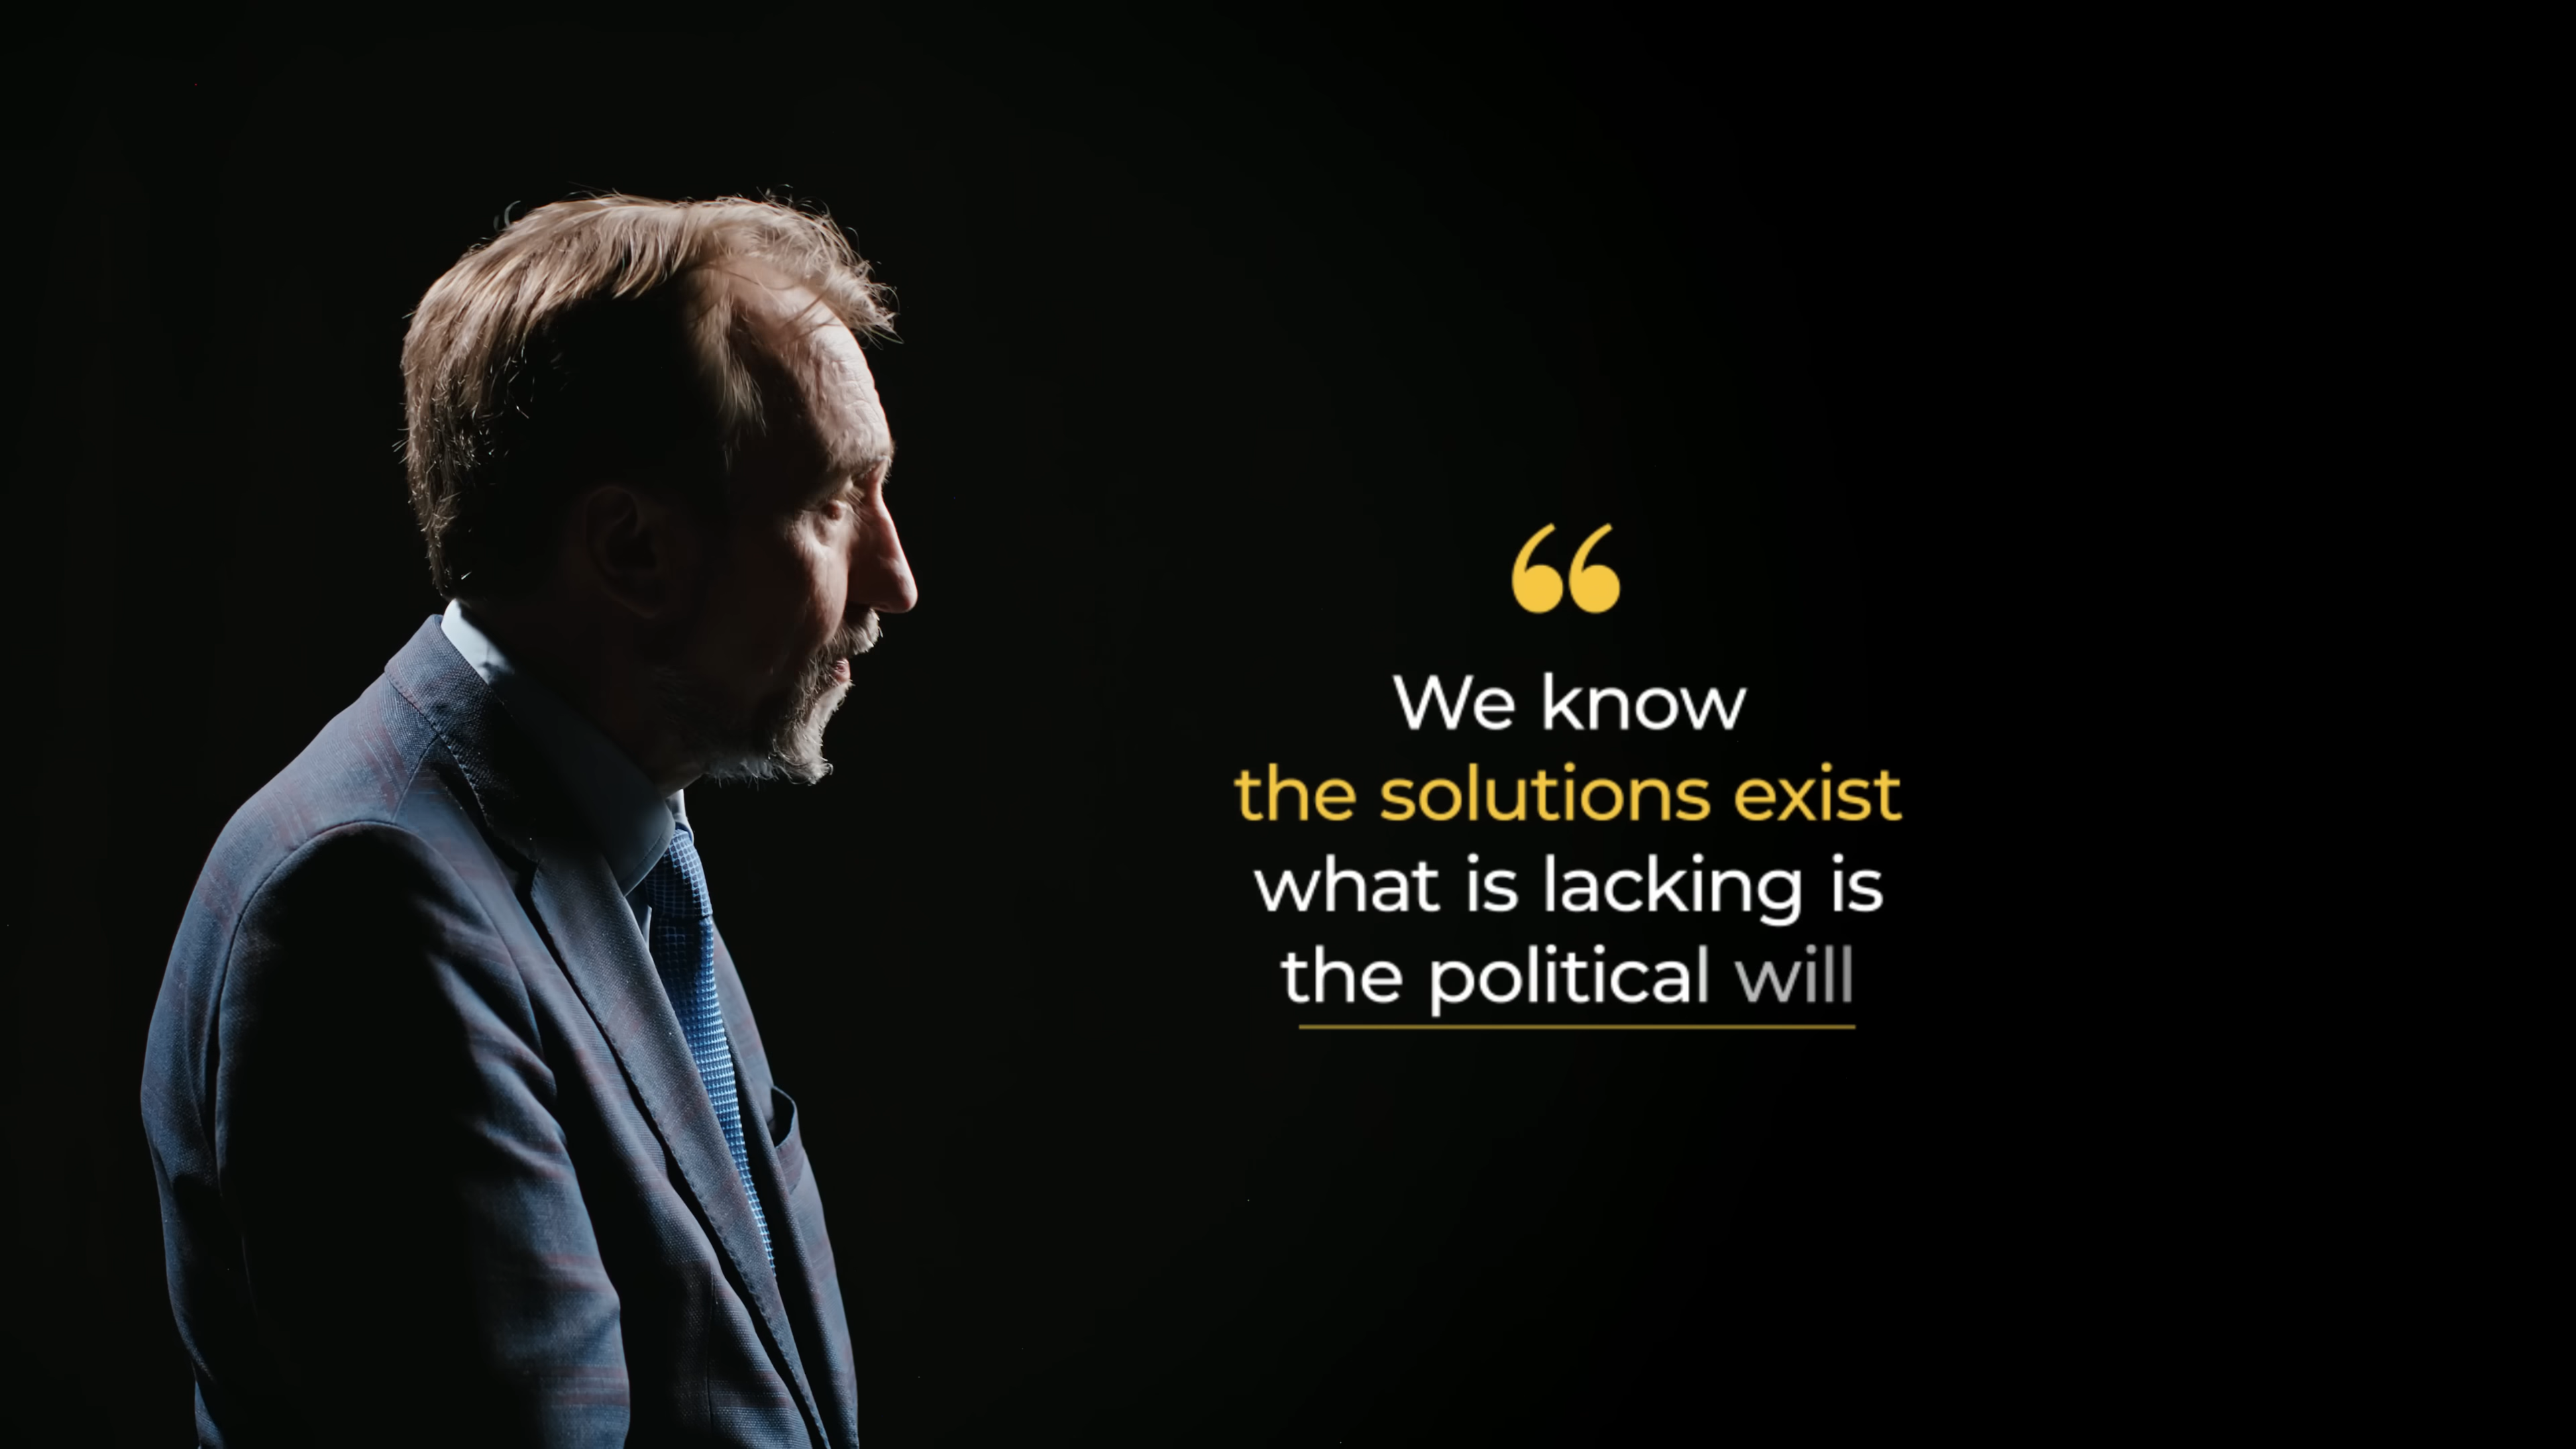 “
We know
the solutions exist
what is lacking is
the political will